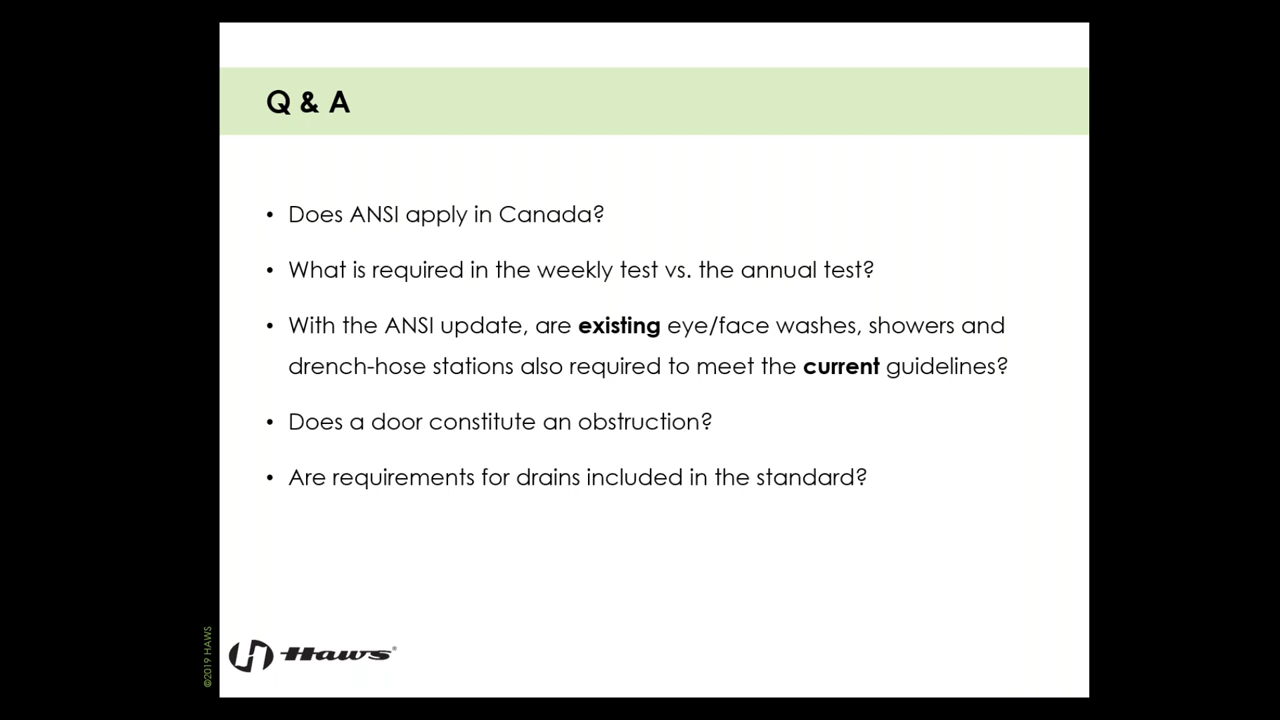 Q & A
• Does ANSI apply in Canada?
• What is required in the weekly test vs. the annual test?
• With the ANSI update, are existing eye/face washes, showers and
drench-hose stations also required to meet the current guidelines?
• Does a door constitute an obstruction?
• Are requirements for drains included in the standard?
©2019 HAWS
Haws®